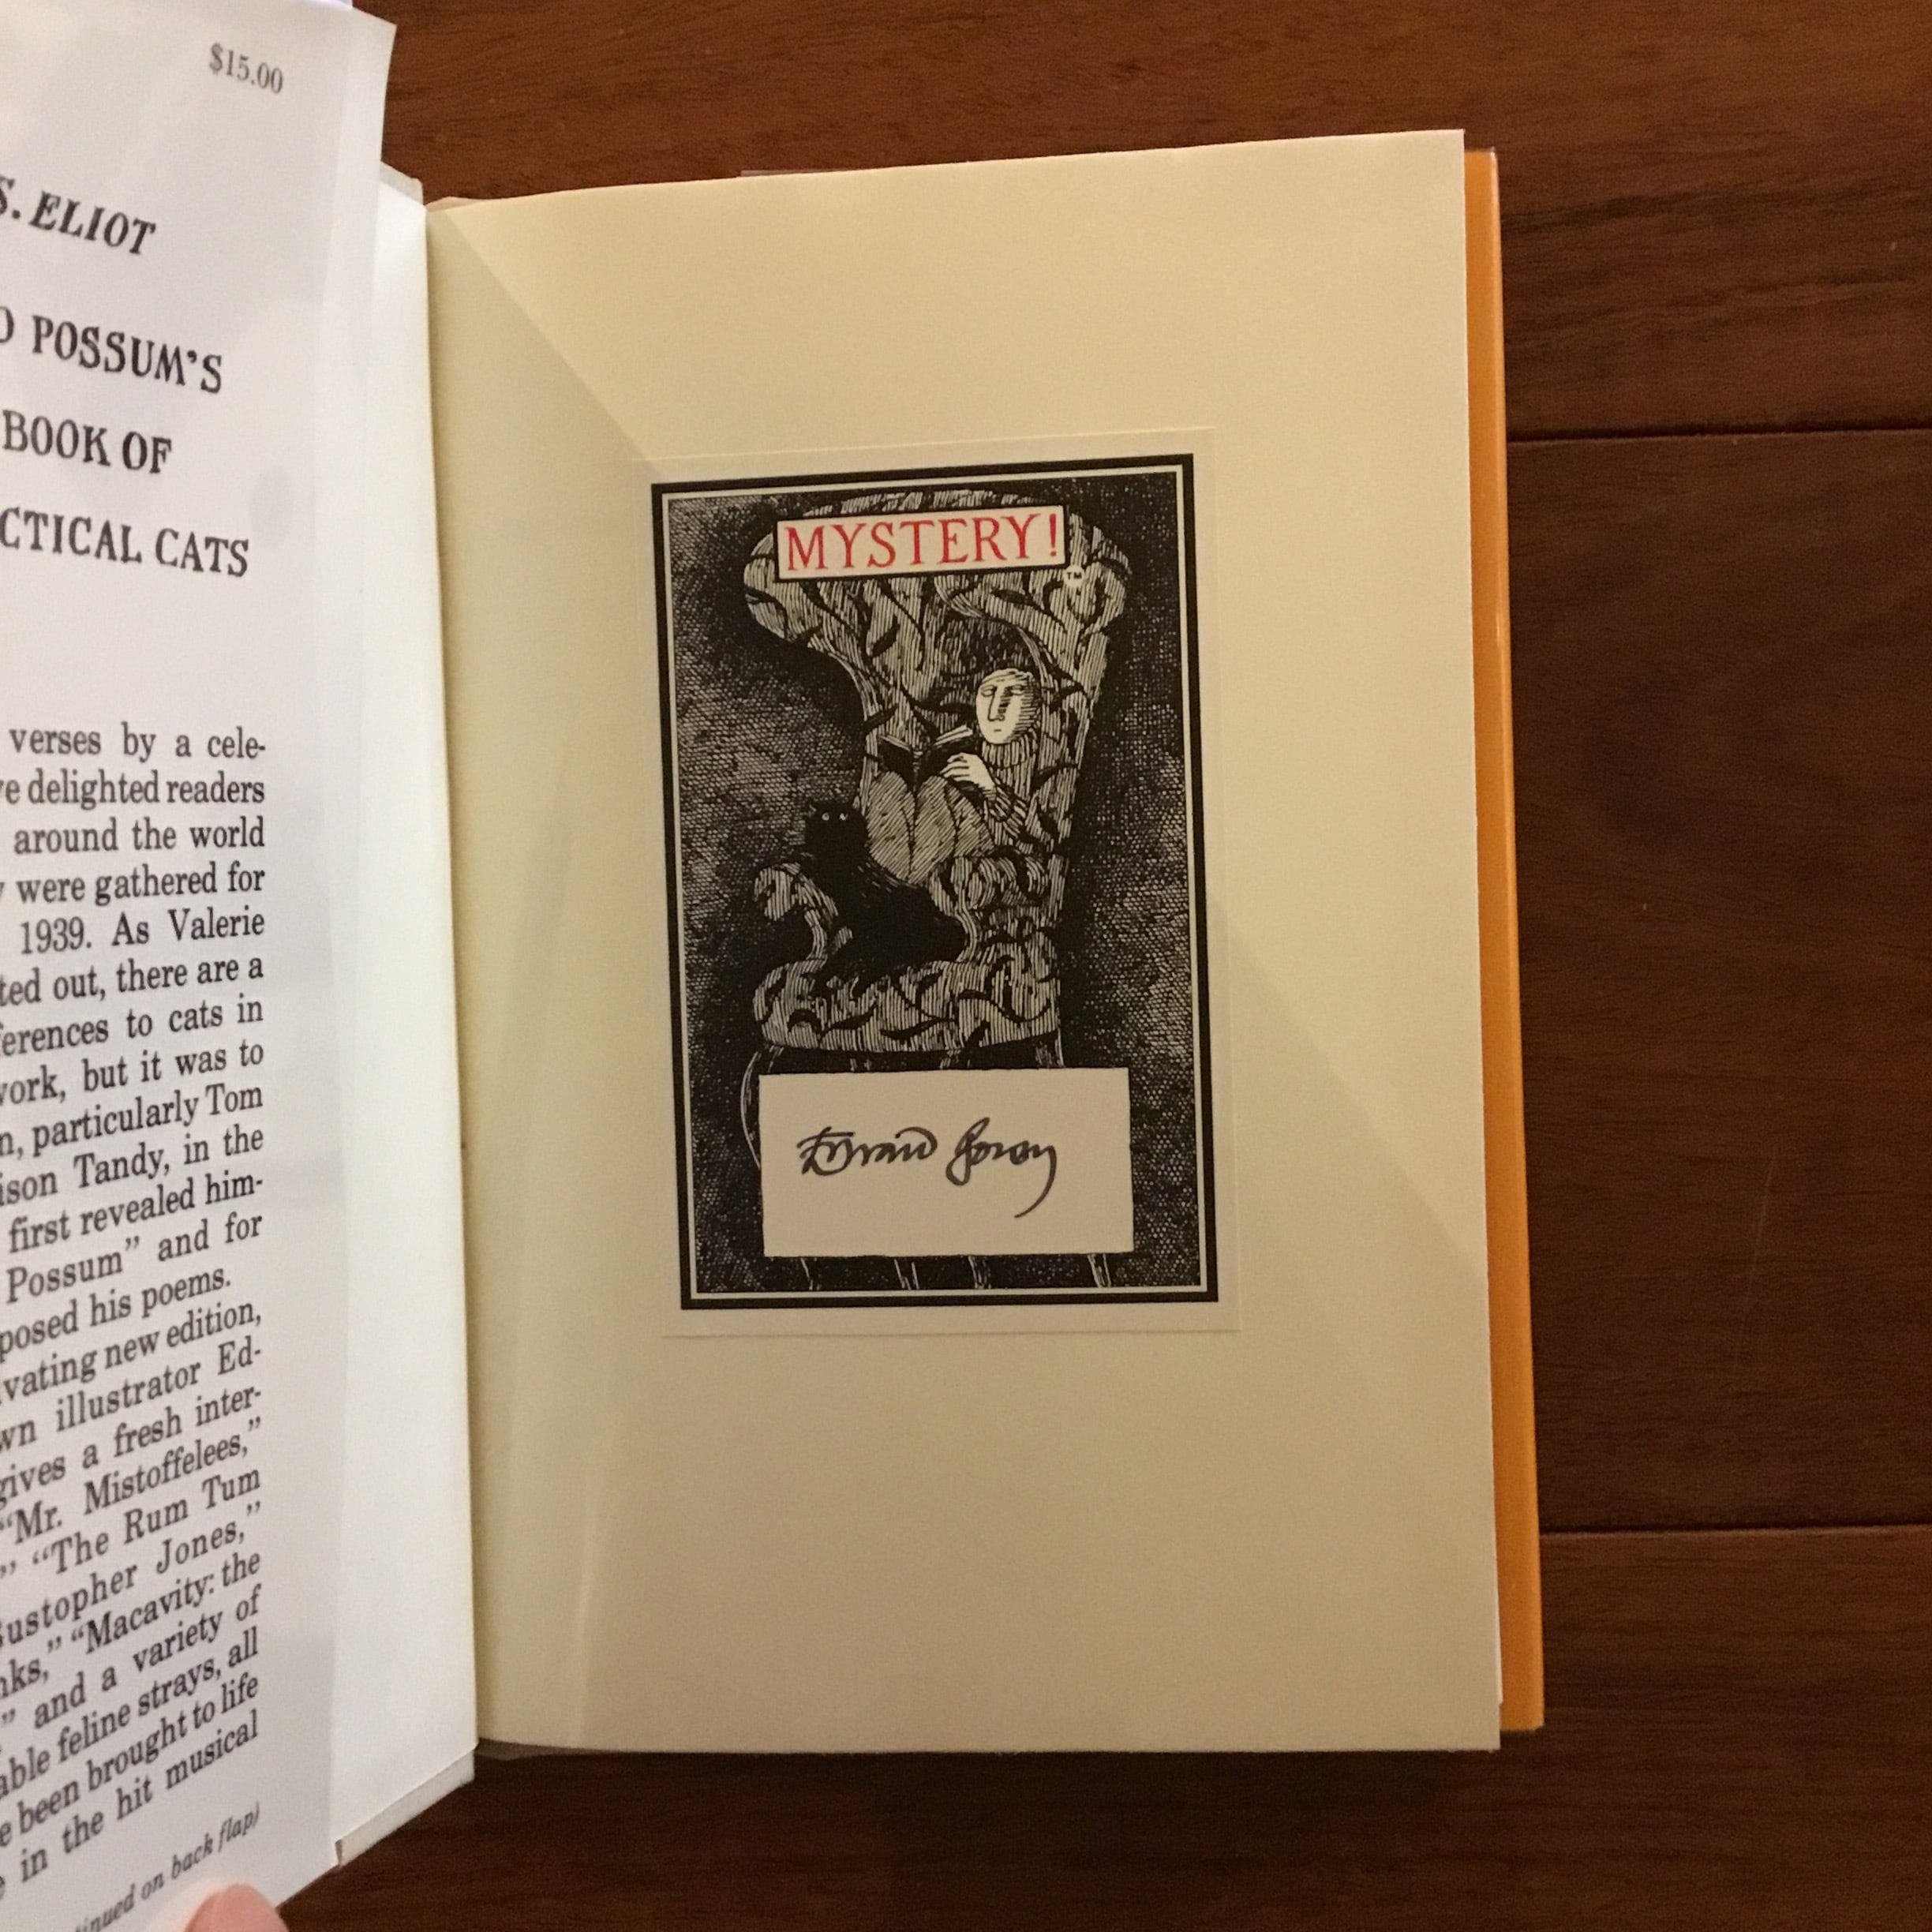 $15.00
S. ELIOT
POSSUM'S
BOOK OF
CTICAL CATS
verses by a cele-
e delighted readers
around the world
were gathered for
1939. As Valerie
ted out, there are a
ferences to cats in
work, but it was to
n, particularly Tom
ison Tandy, in the
first revealed him-
Possum” and for
posed his poems.
vating new edition,
wn illustrator Ed-
gives a fresh inter-
“Mr. Mistoffelees,”
” “The Rum Tum
ustopher Jones,”
nks,” “Macavity: the
” and a variety of
able feline strays, all
e been brought to life
in the hit musical
tinued on back flap)
MYSTERY!
TM
Edward Gorey